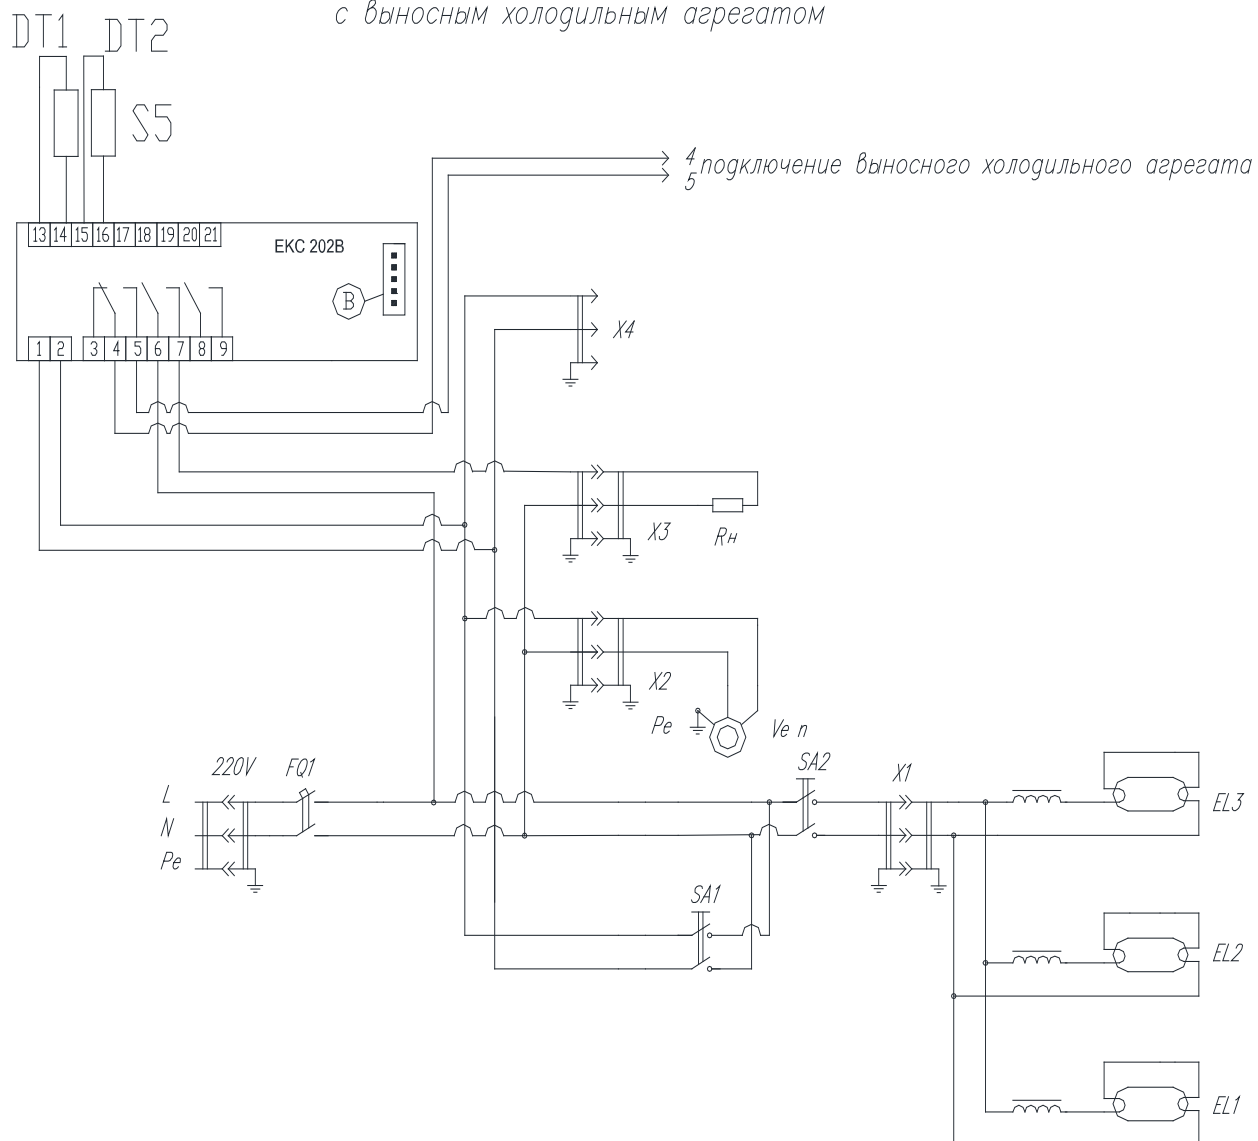 с выносным холодильным агрегатом
DT1 DT2
S5
4
5
подключение выносного холодильного агрегата
13 14 15 16 17 18 19 20 21
EKC 202B
B
1 2 3 4 5 6 7 8 9
X4
X3
Rн
X2
Pe
Ve n
220V FQ1
L
N
Pe
SA2
X1
EL3
SA1
EL2
EL1